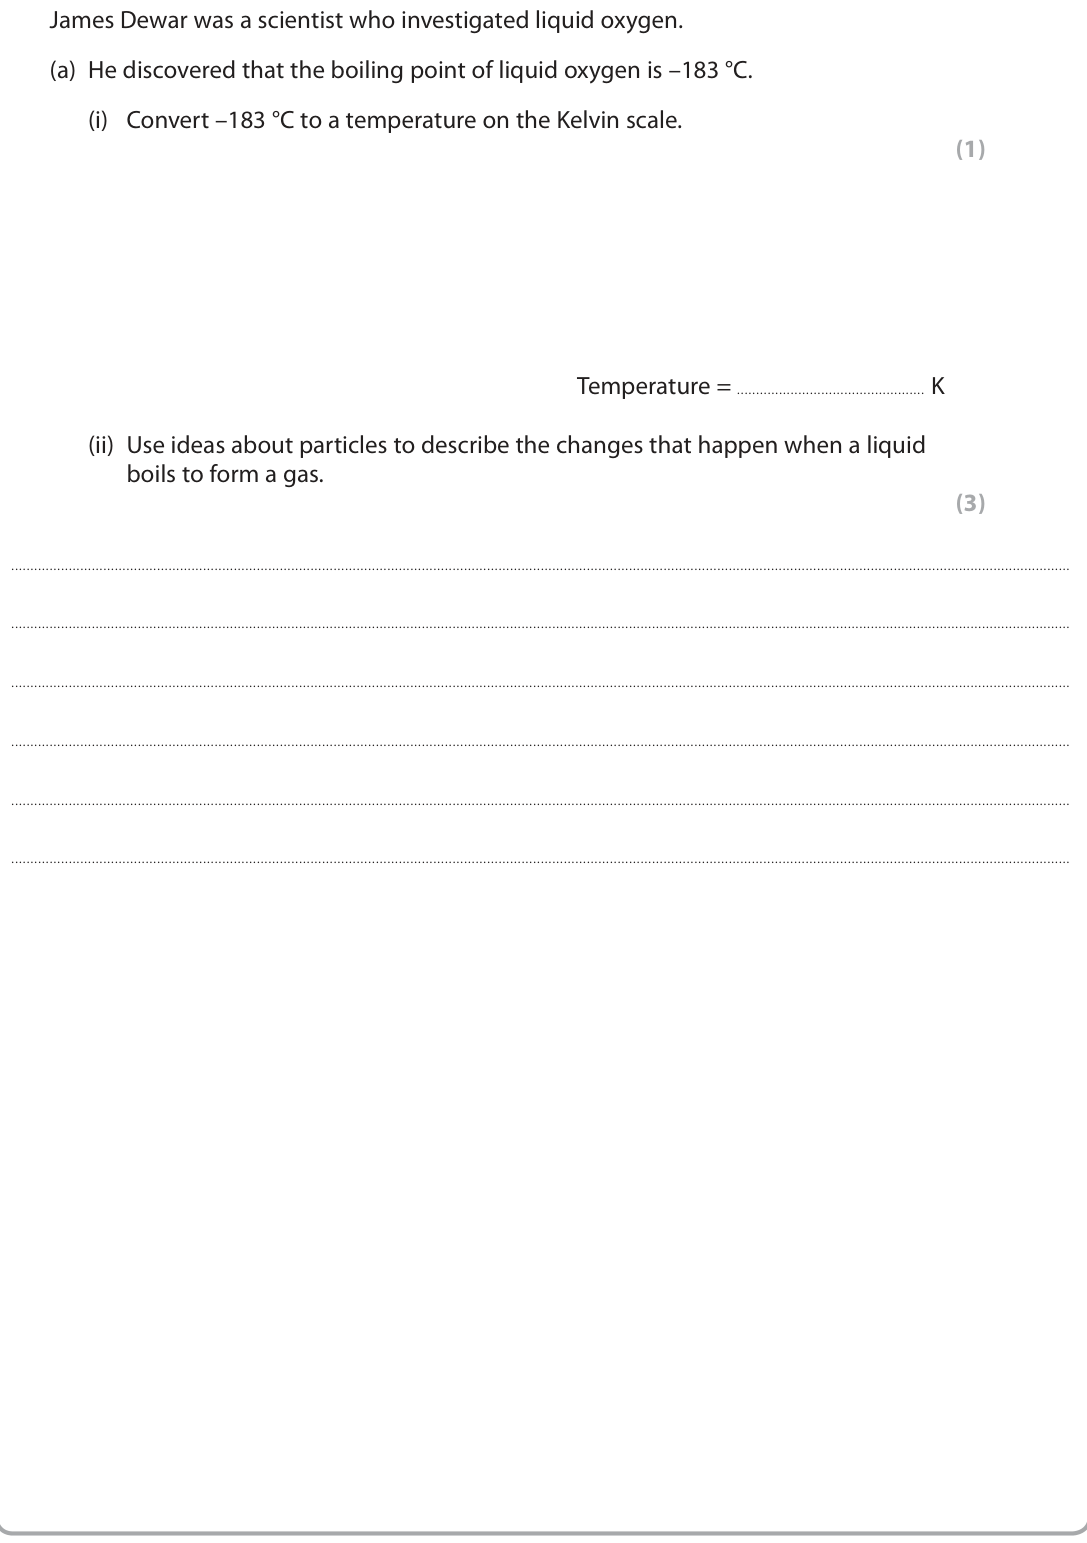 James Dewar was a scientist who investigated liquid oxygen.
(a) He discovered that the boiling point of liquid oxygen is –183 °C.
(i) Convert –183 °C to a temperature on the Kelvin scale.
(1)
Temperature = ................................................ K
(ii) Use ideas about particles to describe the changes that happen when a liquid
boils to form a gas.
(3)